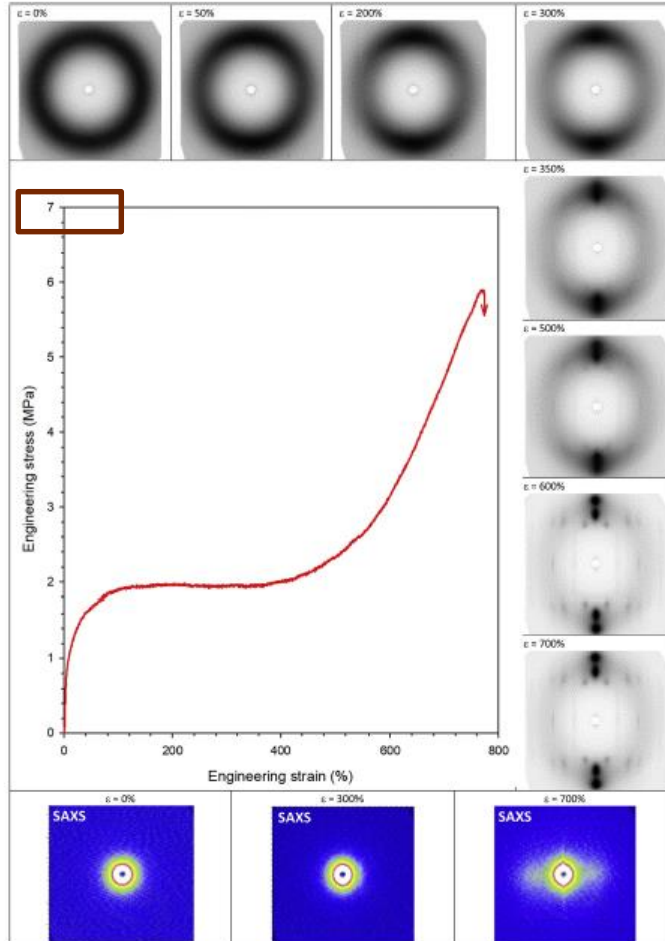 ε = 0%
ε = 50%
ε = 200%
ε = 300%
ε = 350%
ε = 500%
ε = 600%
ε = 700%
7
6
5
4
3
2
1
0
Engineering stress (MPa)
0 200 400 600 800
Engineering strain (%)
ε = 0%
ε = 300%
ε = 700%
SAXS
SAXS
SAXS